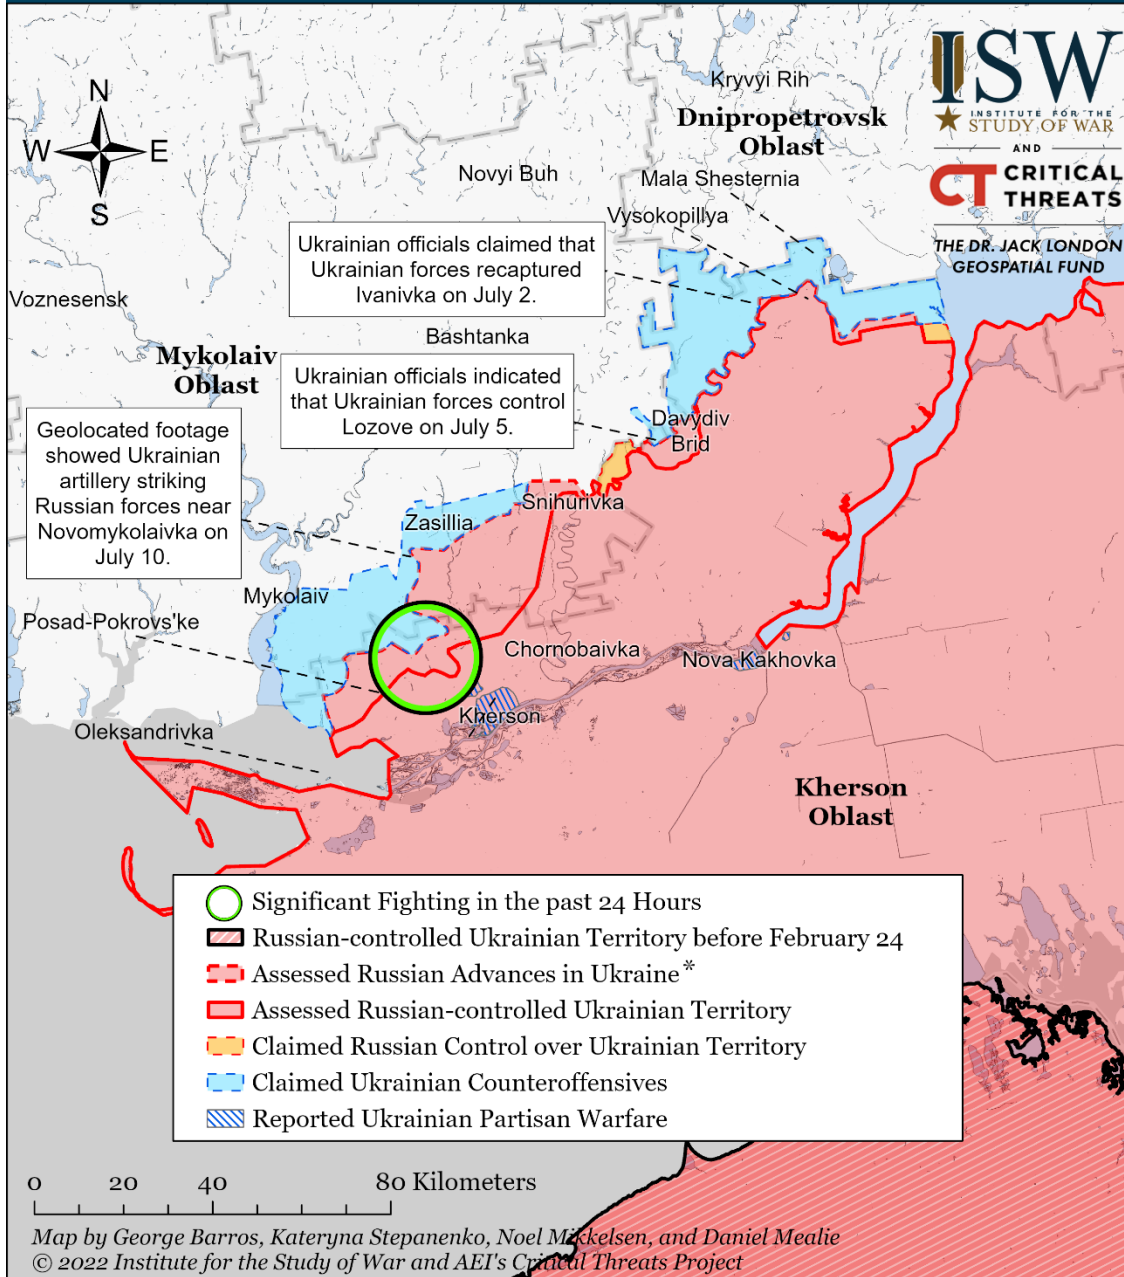 N
W
E
S
ISW
INSTITUTE FOR THE
STUDY OF WAR
AND
CT CRITICAL
THREATS
THE DR. JACK LONDON
GEOSPATIAL FUND
Kryvyi Rih
Dnipropetrovsk
Oblast
Novyi Buh
Mala Shesternia
Vysokopillya
Ukrainian officials claimed that
Ukrainian forces recaptured
Ivanivka on July 2.
Voznesensk
Bashtanka
Mykolaiv
Oblast
Ukrainian officials indicated
that Ukrainian forces control
Lozove on July 5.
Davydiv
Brid
Geolocated footage
showed Ukrainian
artillery striking
Russian forces near
Novomykolaivka on
July 10.
Snihurivka
Zasillia
Mykolaiv
Posad-Pokrovs'ke
Chornobaivka
Nova Kakhovka
Kherson
Oleksandrivka
Kherson
Oblast
Significant Fighting in the past 24 Hours
Russian-controlled Ukrainian Territory before February 24
Assessed Russian Advances in Ukraine*
Assessed Russian-controlled Ukrainian Territory
Claimed Russian Control over Ukrainian Territory
Claimed Ukrainian Counteroffensives
Reported Ukrainian Partisan Warfare
0 20 40 80 Kilometers
Map by George Barros, Kateryna Stepanenko, Noel Mikkelsen, and Daniel Mealie
© 2022 Institute for the Study of War and AEI's Critical Threats Project